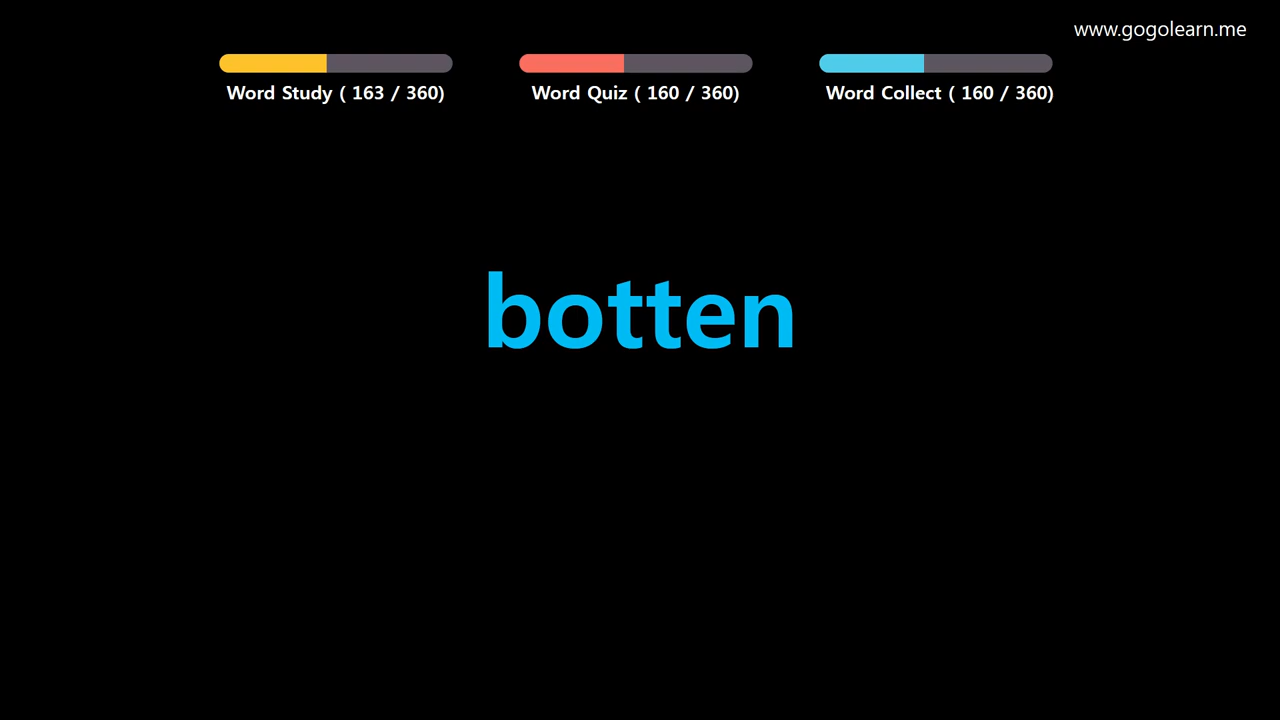 www.gogolearn.me
Word Study ( 163 / 360)
Word Quiz ( 160 / 360)
Word Collect ( 160 / 360)
botten